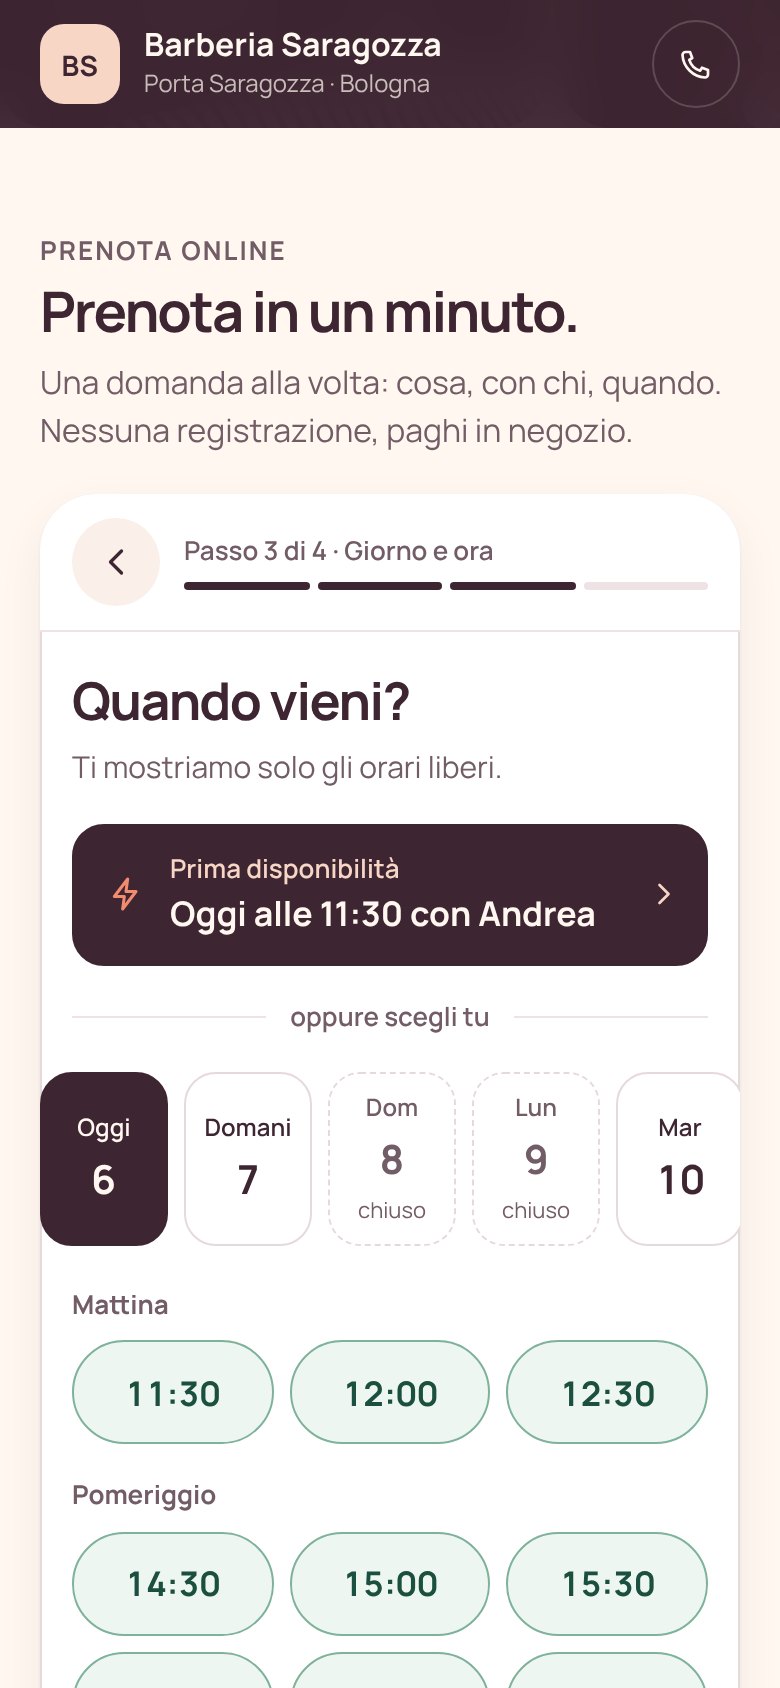 BS
Barberia Saragozza
Porta Saragozza · Bologna
PRENOTA ONLINE
Prenota in un minuto.
Una domanda alla volta: cosa, con chi, quando.
Nessuna registrazione, paghi in negozio.
Passo 3 di 4 · Giorno e ora
Quando vieni?
Ti mostriamo solo gli orari liberi.
Prima disponibilità
Oggi alle 11:30 con Andrea
oppure scegli tu
Oggi
6
Domani
7
Dom
8
chiuso
Lun
9
chiuso
Mar
10
Mattina
11:30
12:00
12:30
Pomeriggio
14:30
15:00
15:30